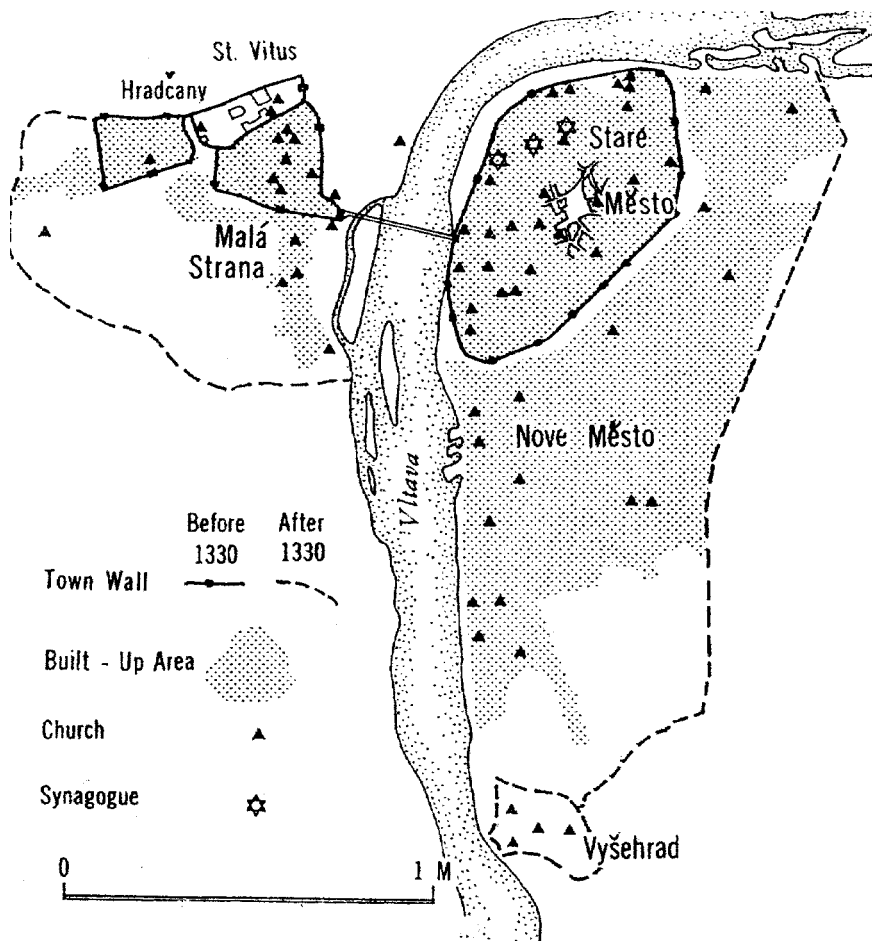 St. Vitus
Hradčany
Staré
Město
Malá
Strana
Nove Město
Vltava
Before After
1330 1330
Town Wall
Built - Up Area
Church
Synagogue
Vyšehrad
0 1 M